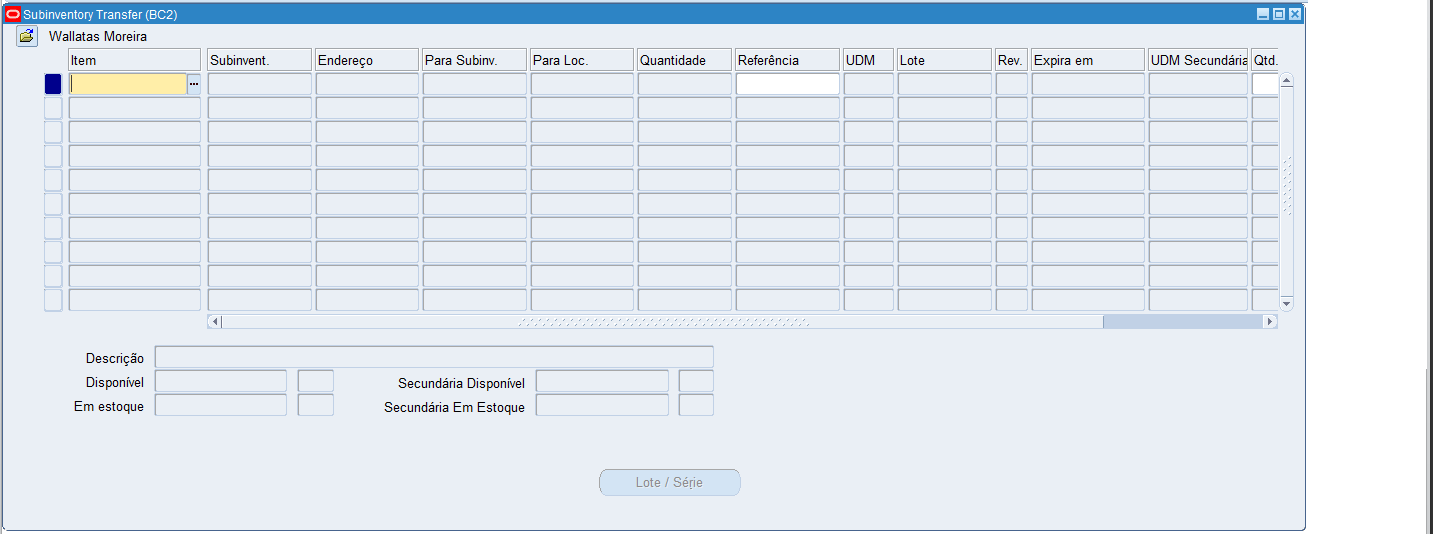 Subinventory Transfer (BC2)
Wallatas Moreira
Item Subinvent. Endereço Para Subinv. Para Loc. Quantidade Referência UDM Lote Rev. Expira em UDM Secundária Qtd.
Descrição
Disponível Secundária Disponível
Em estoque Secundária Em Estoque
Lote / Série